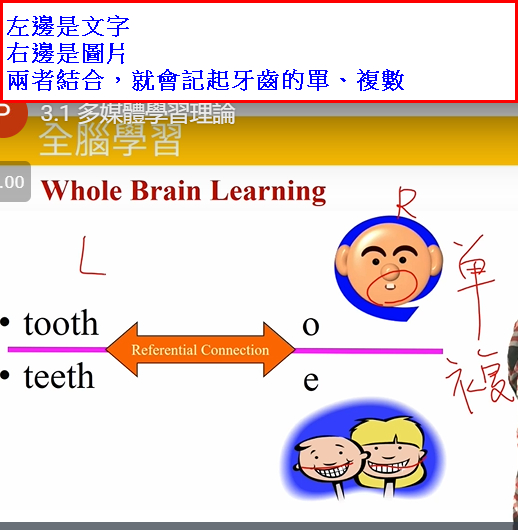 左邊是文字
右邊是圖片
兩者結合，就會記起牙齒的單、複數
P
3.1 多媒體學習理論
全腦學習
.00
Whole Brain Learning
R
L
單
• tooth
o
Referential Connection
• teeth
e
複